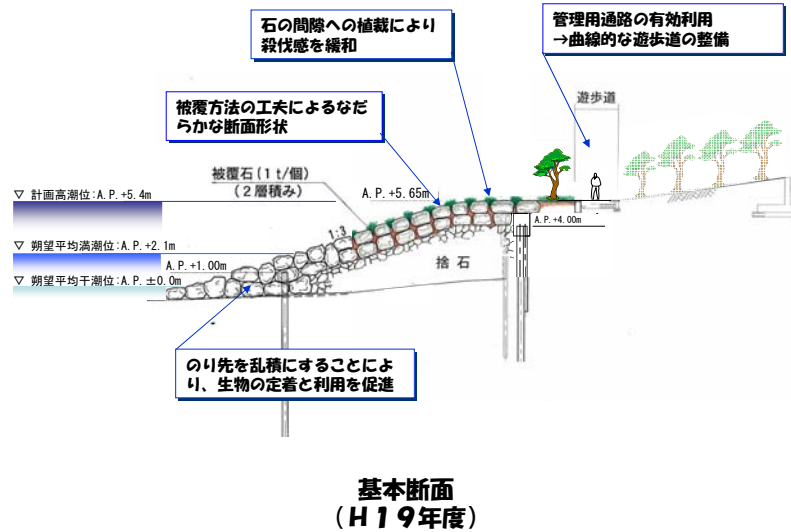 石の間隙への植栽により
殺伐感を緩和
管理用通路の有効利用
→曲線的な遊歩道の整備
遊歩道
被覆方法の工夫によるなだ
らかな断面形状
被覆石(1t/個)
(2層積み)
A.P.+5.65m
▽ 計画高潮位:A.P.+5.4m
A.P.+4.00m
1:3
▽ 朔望平均満潮位:A.P.+2.1m
A.P.+1.00m
捨石
▽ 朔望平均干潮位:A.P.±0.0m
のり先を乱積にすることによ
り、生物の定着と利用を促進
基本断面
(H19年度)